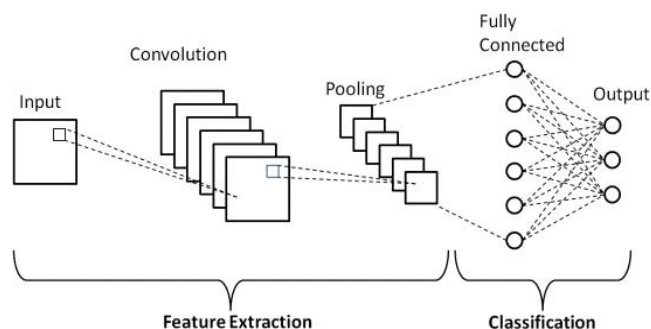 Fully
Connected
Convolution
Pooling
Input
Output
Feature Extraction
Classification